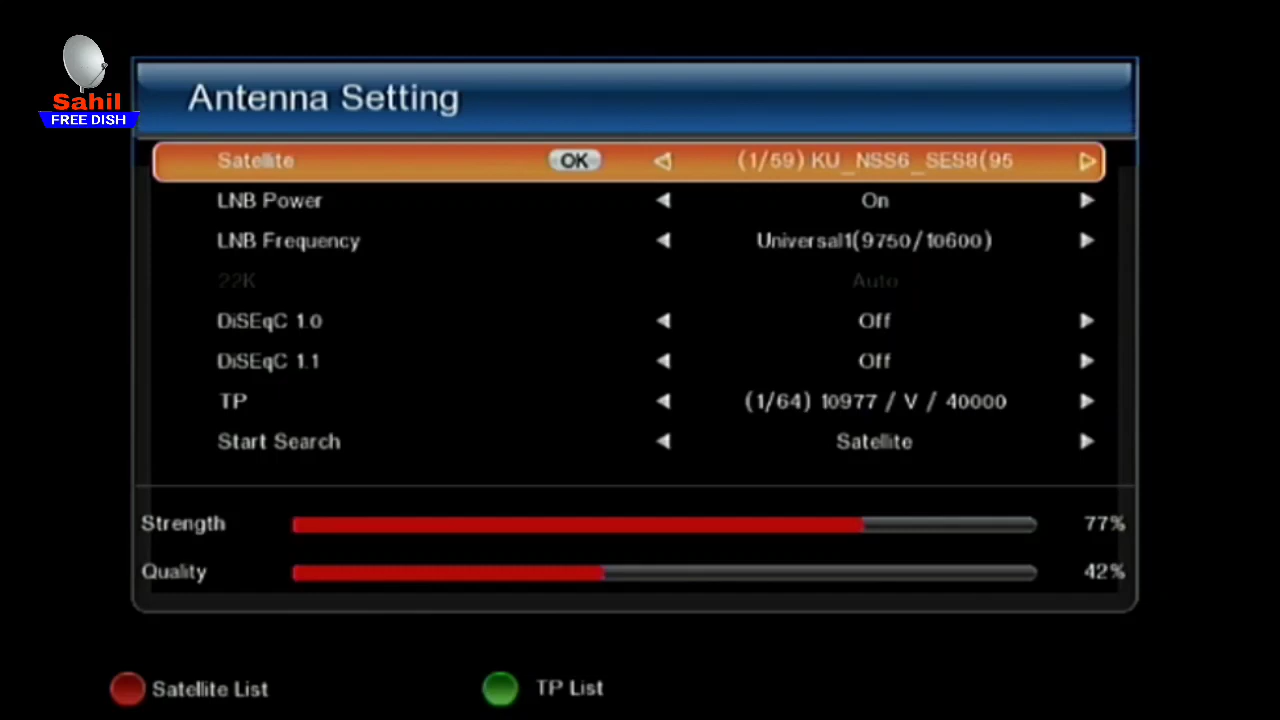 Sahil
FREE DISH
Antenna Setting
Satellite OK (1/59) KU_NSS6_SES8(95
LNB Power On
LNB Frequency Universal1(9750/10600)
22K Auto
DiSEqC 1.0 Off
DiSEqC 1.1 Off
TP (1/64) 10977 / V / 40000
Start Search Satellite
Strength 77%
Quality 42%
Satellite List TP List